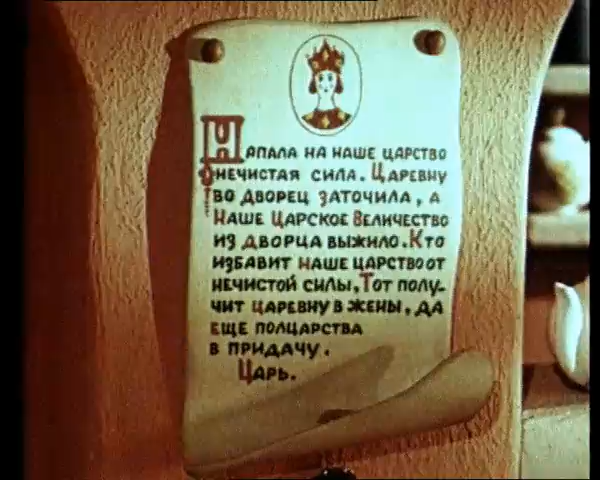 Напала на наше царство
нечистая сила. Царевну
во дворец заточила, а
Наше Царское Величество
из дворца выжило. Кто
избавит наше царство от
нечистой силы, Тот полу-
чит царевну в жены, да
еще полцарства
в придачу.
Царь.